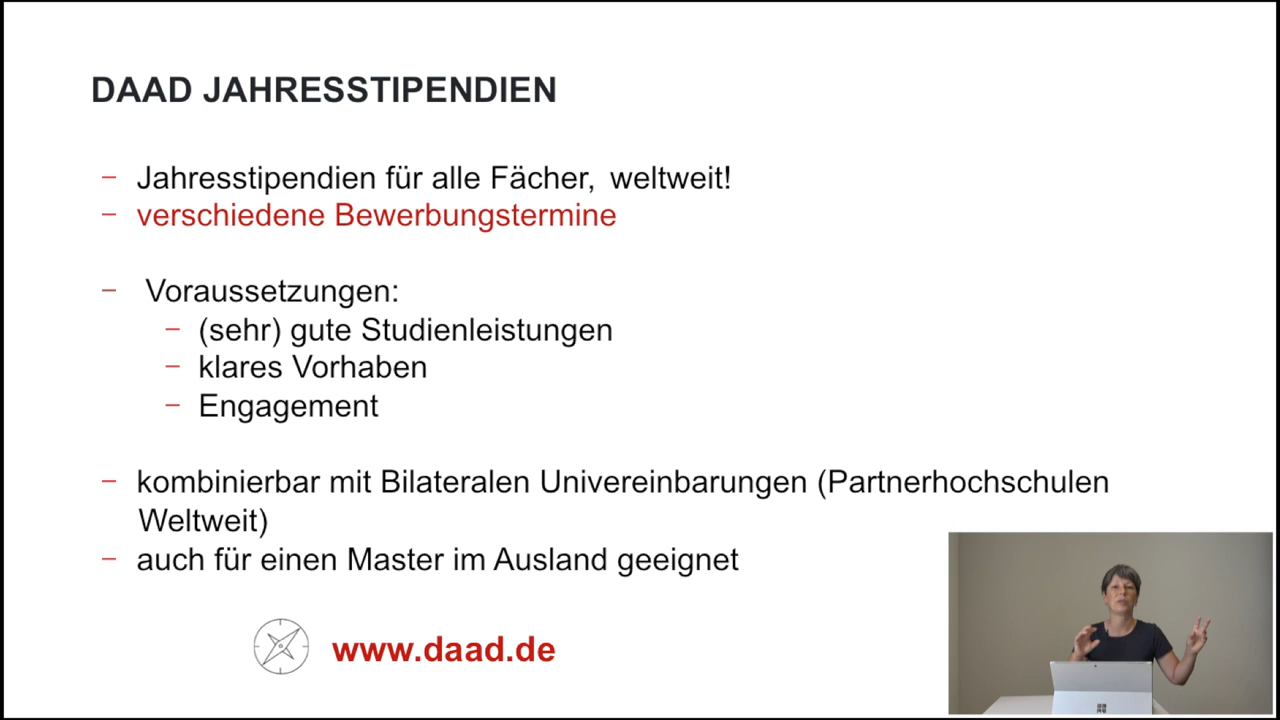 DAAD JAHRESSTIPENDIEN
– Jahresstipendien für alle Fächer, weltweit!
– verschiedene Bewerbungstermine
– Voraussetzungen:
– (sehr) gute Studienleistungen
– klares Vorhaben
– Engagement
– kombinierbar mit Bilateralen Univereinbarungen (Partnerhochschulen
Weltweit)
– auch für einen Master im Ausland geeignet
www.daad.de